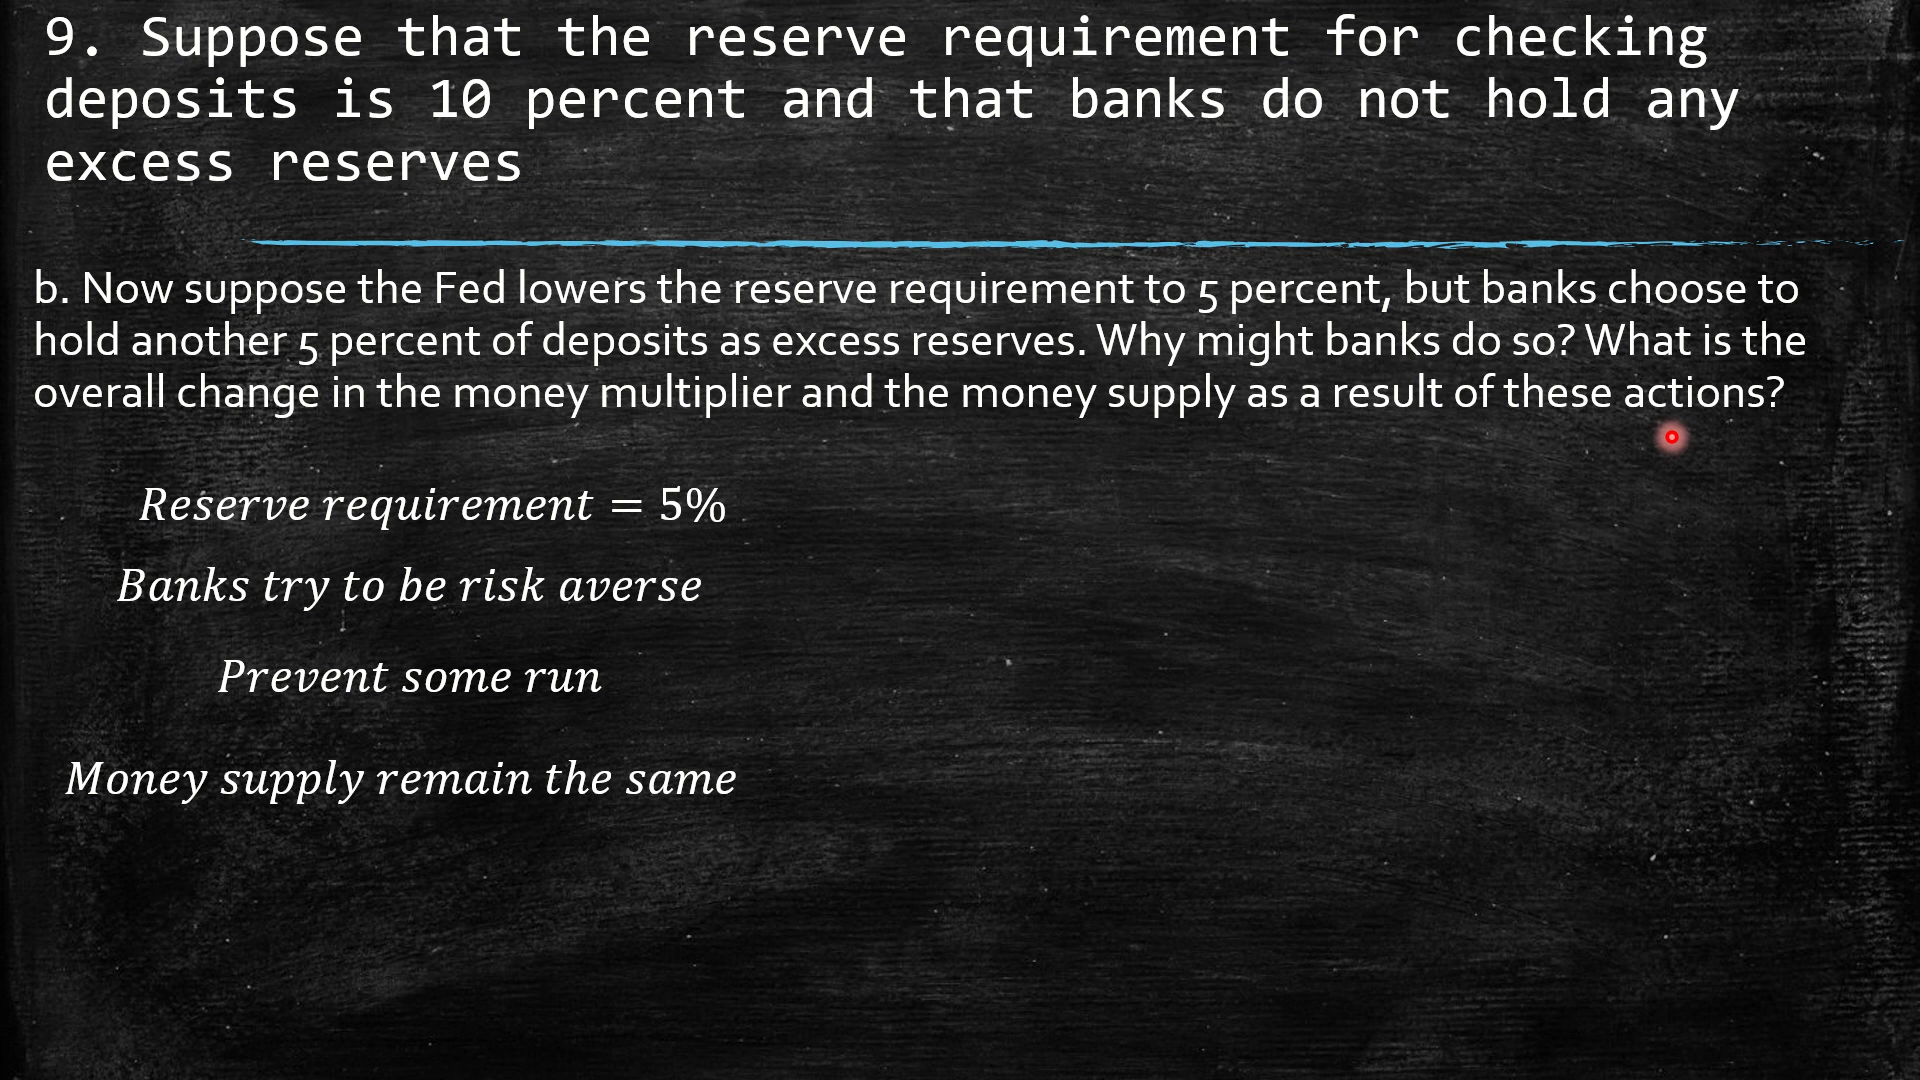 9. Suppose that the reserve requirement for checking
deposits is 10 percent and that banks do not hold any
excess reserves
b. Now suppose the Fed lowers the reserve requirement to 5 percent, but banks choose to
hold another 5 percent of deposits as excess reserves. Why might banks do so? What is the
overall change in the money multiplier and the money supply as a result of these actions?
Reserve requirement = 5%
Banks try to be risk averse
Prevent some run
Money supply remain the same